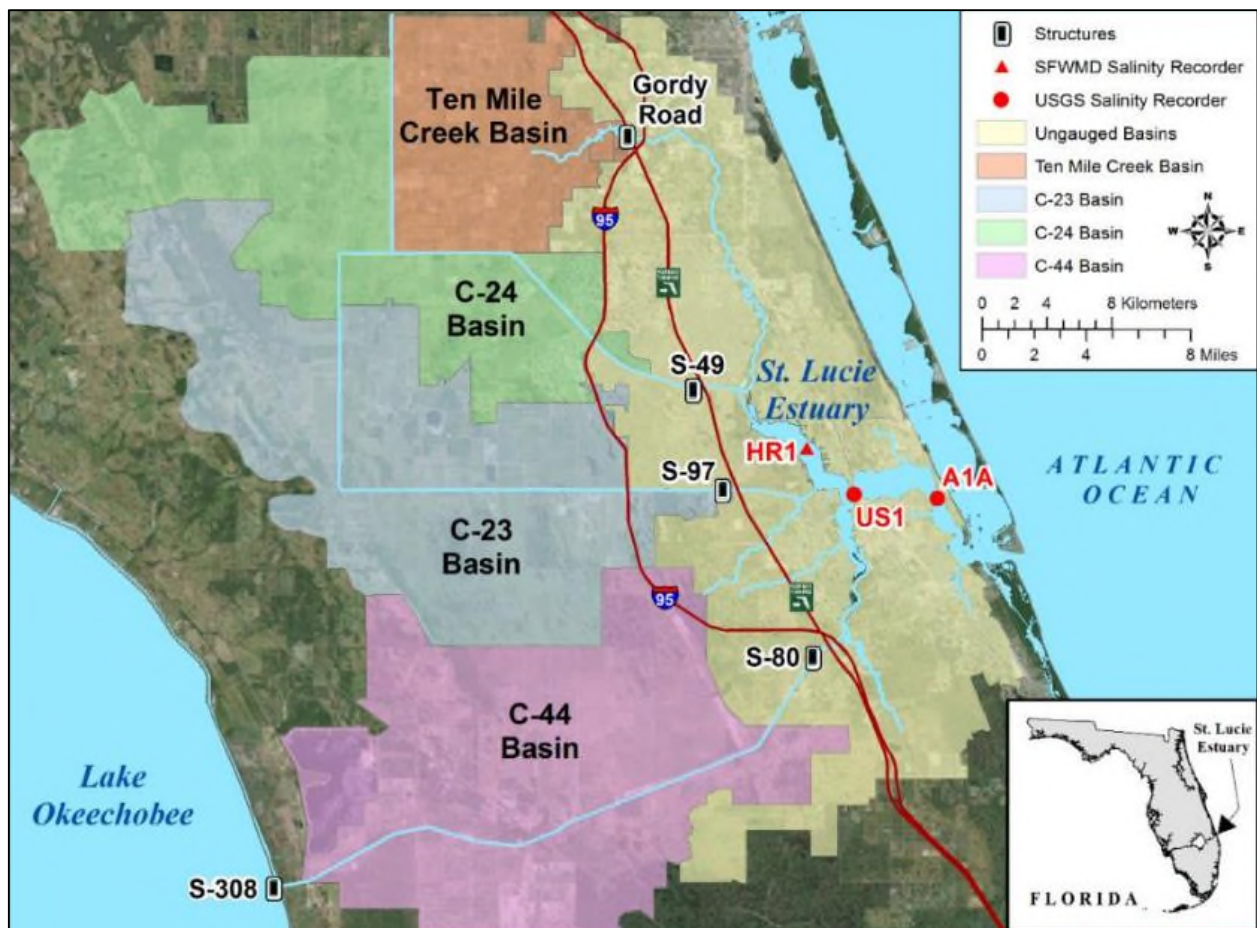 Structures
SFWMD Salinity Recorder
USGS Salinity Recorder
Ungauged Basins
Ten Mile Creek Basin
C-23 Basin
C-24 Basin
C-44 Basin
N
W E
S
0 2 4 8 Kilometers
0 2 4 8 Miles
Gordy
Road
Ten Mile
Creek Basin
95
C-24
Basin
S-49
St. Lucie
Estuary
HR1
S-97
A1A
US1
ATLANTIC
OCEAN
C-23
Basin
95
S-80
C-44
Basin
Lake
Okeechobee
S-308
St. Lucie
Estuary
FLORIDA